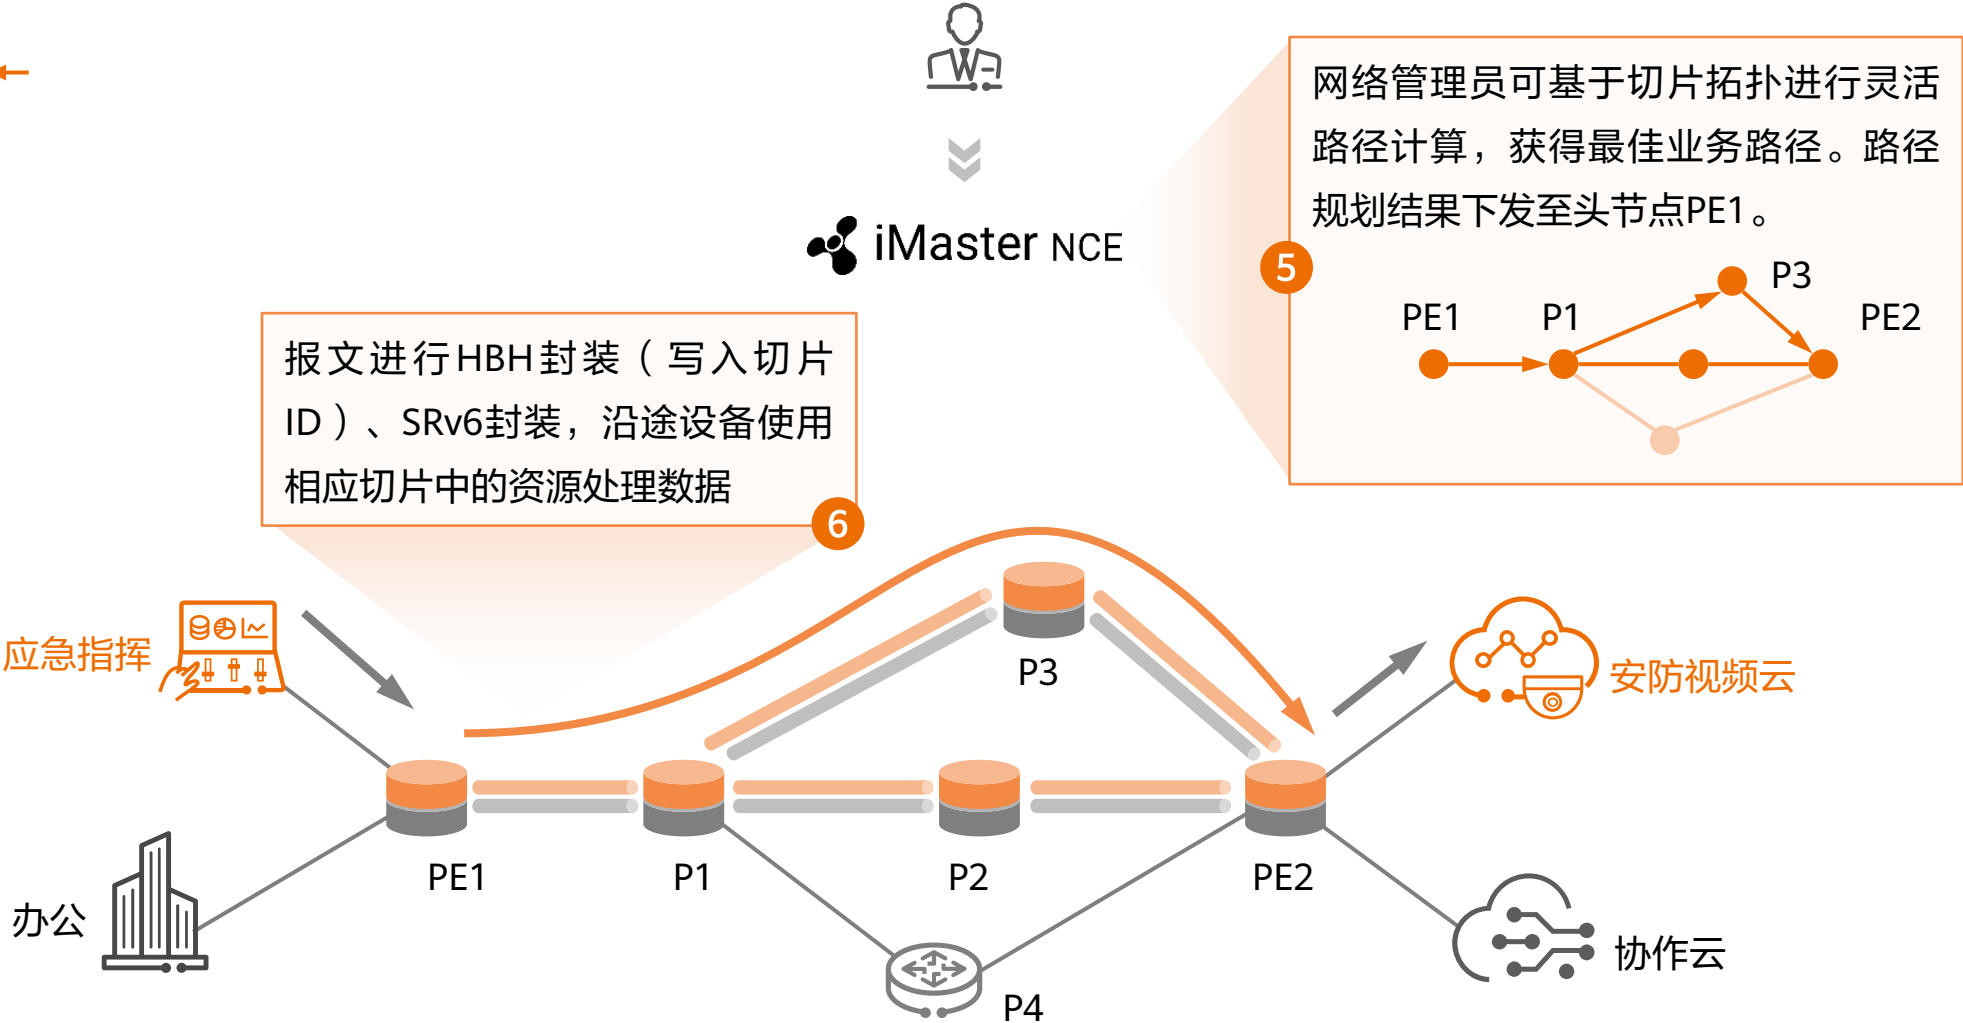 网络管理员可基于切片拓扑进行灵活
路径计算，获得最佳业务路径。路径
规划结果下发至头节点PE1。
iMaster NCE
5
P3
PE1
P1
PE2
报文进行HBH封装（写入切片
ID）、SRv6封装，沿途设备使用
相应切片中的资源处理数据
6
应急指挥
P3
安防视频云
PE1
P1
P2
PE2
办公
协作云
P4